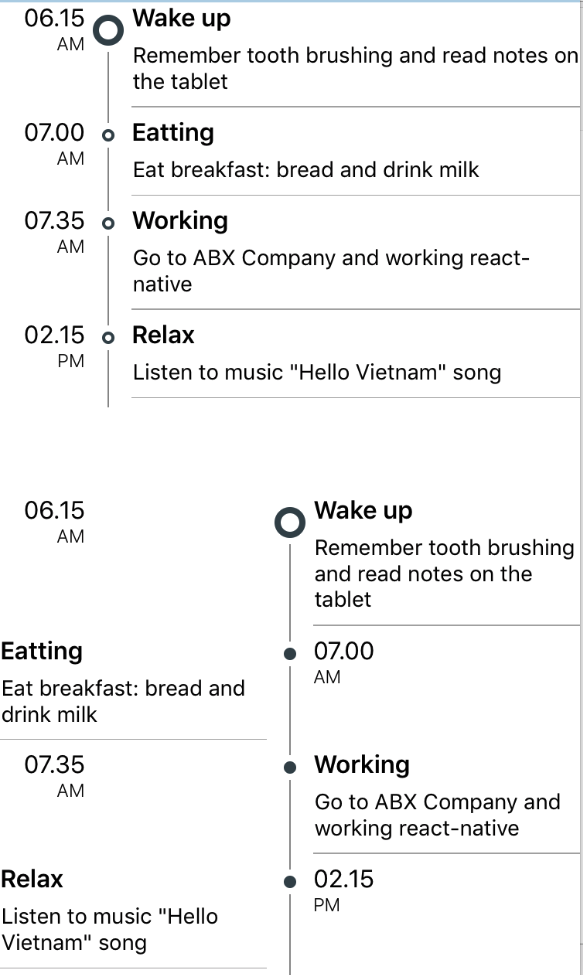 06.15
AM
Wake up
Remember tooth brushing and read notes on
the tablet
07.00
AM
Eatting
Eat breakfast: bread and drink milk
07.35
AM
Working
Go to ABX Company and working react-
native
02.15
PM
Relax
Listen to music "Hello Vietnam" song
06.15
AM
Wake up
Remember tooth brushing
and read notes on the
tablet
Eatting
Eat breakfast: bread and
drink milk
07.00
AM
07.35
AM
Working
Go to ABX Company and
working react-native
Relax
Listen to music "Hello
Vietnam" song
02.15
PM